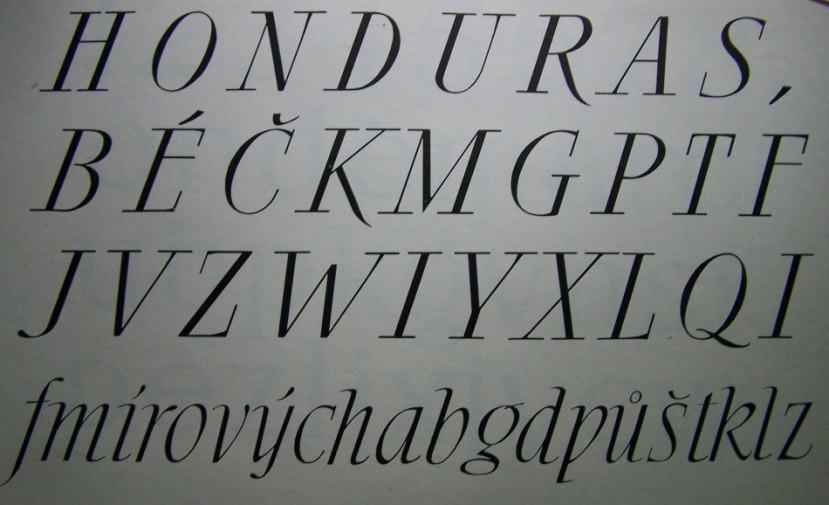 HONDURAS,
BÉČKMGPTF
JVZWIYXLQI
fmírovýchabgdpůštklz